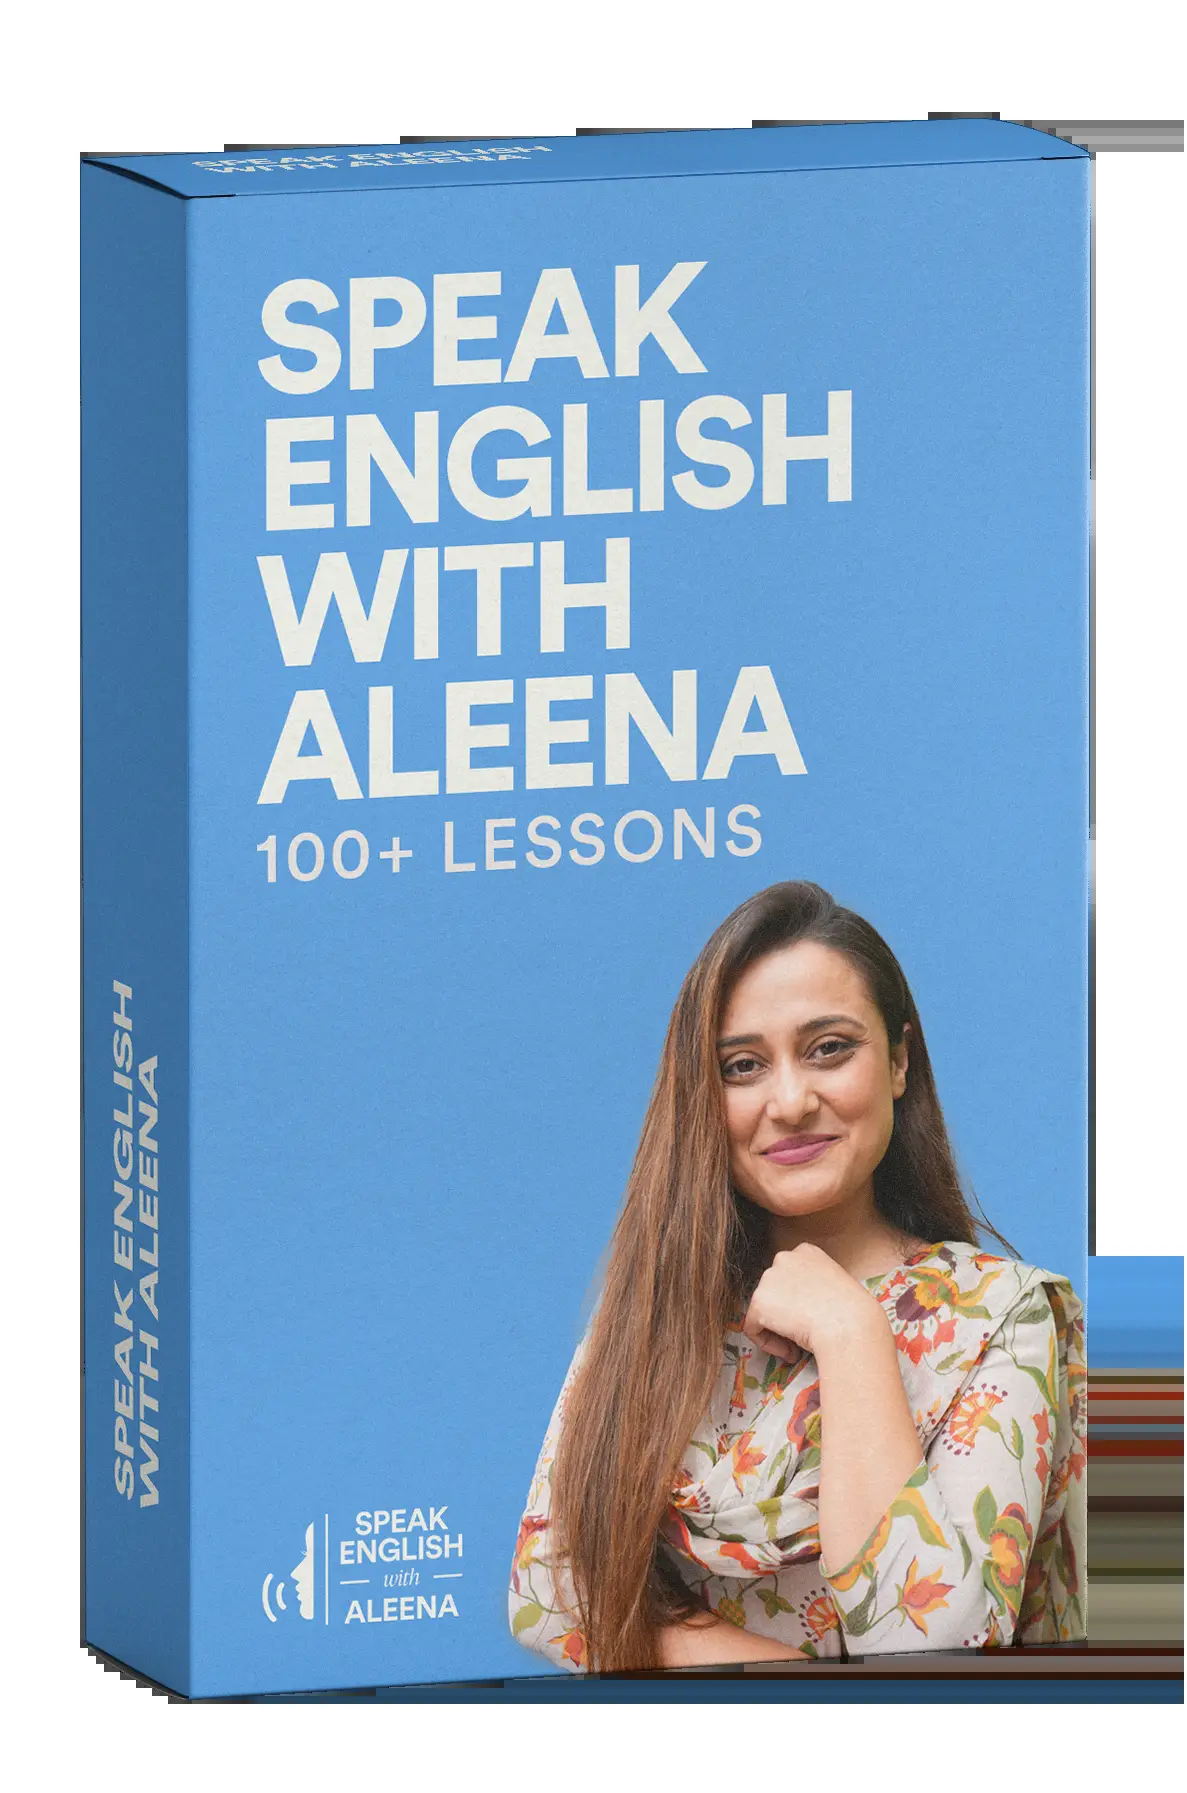 SPEAK ENGLISH
WITH ALEENA
SPEAK
ENGLISH
WITH
ALEENA
100+ LESSONS
SPEAK ENGLISH
WITH ALEENA
SPEAK
ENGLISH
with
ALEENA